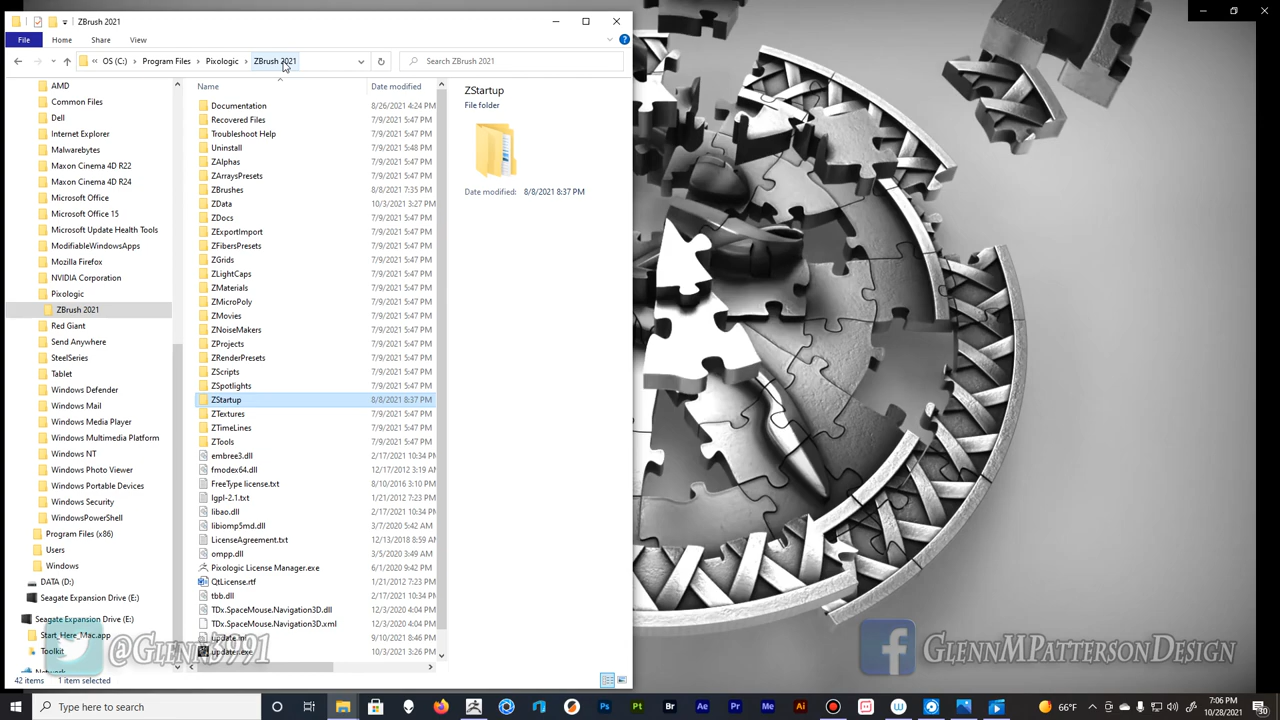 ZBrush 2021
File Home Share View
OS (C:) Program Files Pixologic ZBrush 2021 Search ZBrush 2021
AMD
Common Files
Dell
Internet Explorer
Malwarebytes
Maxon Cinema 4D R22
Maxon Cinema 4D R24
Microsoft Office
Microsoft Office 15
Microsoft Update Health Tools
ModifiableWindowsApps
Mozilla Firefox
NVIDIA Corporation
Pixologic
ZBrush 2021
Red Giant
Send Anywhere
SteelSeries
Tablet
Windows Defender
Windows Mail
Windows Media Player
Windows Multimedia Platform
Windows NT
Windows Photo Viewer
Windows Portable Devices
Windows Security
WindowsPowerShell
Program Files (x86)
Users
Windows
DATA (D:)
Seagate Expansion Drive (E:)
Seagate Expansion Drive (E:)
Start_Here_Mac.app
Toolkit
Name Date modified
Documentation 8/26/2021 4:24 PM
Recovered Files 7/9/2021 5:47 PM
Troubleshoot Help 7/9/2021 5:47 PM
Uninstall 7/9/2021 5:48 PM
ZAlphas 7/9/2021 5:47 PM
ZArraysPresets 7/9/2021 5:47 PM
ZBrushes 8/8/2021 7:35 PM
ZData 10/3/2021 3:27 PM
ZDocs 7/9/2021 5:47 PM
ZExportImport 7/9/2021 5:47 PM
ZFibersPresets 7/9/2021 5:47 PM
ZGrids 7/9/2021 5:47 PM
ZLightCaps 7/9/2021 5:47 PM
ZMaterials 7/9/2021 5:47 PM
ZMicroPoly 7/9/2021 5:47 PM
ZMovies 7/9/2021 5:47 PM
ZNoiseMakers 7/9/2021 5:47 PM
ZProjects 7/9/2021 5:47 PM
ZRenderPresets 7/9/2021 5:47 PM
ZScripts 7/9/2021 5:47 PM
ZSpotlights 7/9/2021 5:47 PM
ZStartup 8/8/2021 8:37 PM
ZTextures 7/9/2021 5:47 PM
ZTimeLines 7/9/2021 5:47 PM
ZTools 7/9/2021 5:47 PM
embree3.dll 2/17/2021 10:34 PM
fmodex64.dll 12/17/2012 3:19 AM
FreeType license.txt 8/10/2016 3:10 PM
lgpl-2.1.txt 1/21/2012 7:23 PM
libao.dll 2/17/2021 10:34 PM
libiomp5md.dll 3/7/2020 5:42 AM
LicenseAgreement.txt 12/13/2018 8:59 AM
ompp.dll 3/5/2020 3:49 AM
Pixologic License Manager.exe 6/1/2020 9:42 PM
QtLicense.rtf 1/21/2012 7:23 PM
tbb.dll 2/17/2021 10:34 PM
TDx.SpaceMouse.Navigation3D.dll 12/3/2020 4:04 PM
TDx.SpaceMouse.Navigation3D.xml 12/3/2020 4:04 PM
9/10/2021 8:46 PM
10/3/2021 3:26 PM
ZStartup
File folder
Date modified: 8/8/2021 8:37 PM
@Glenn3991
GlennMPattersonDesign
42 items 1 item selected
Type here to search
Ps Pt Br Ae Pr Me Ai
66°F
7:06 PM
10/28/2021